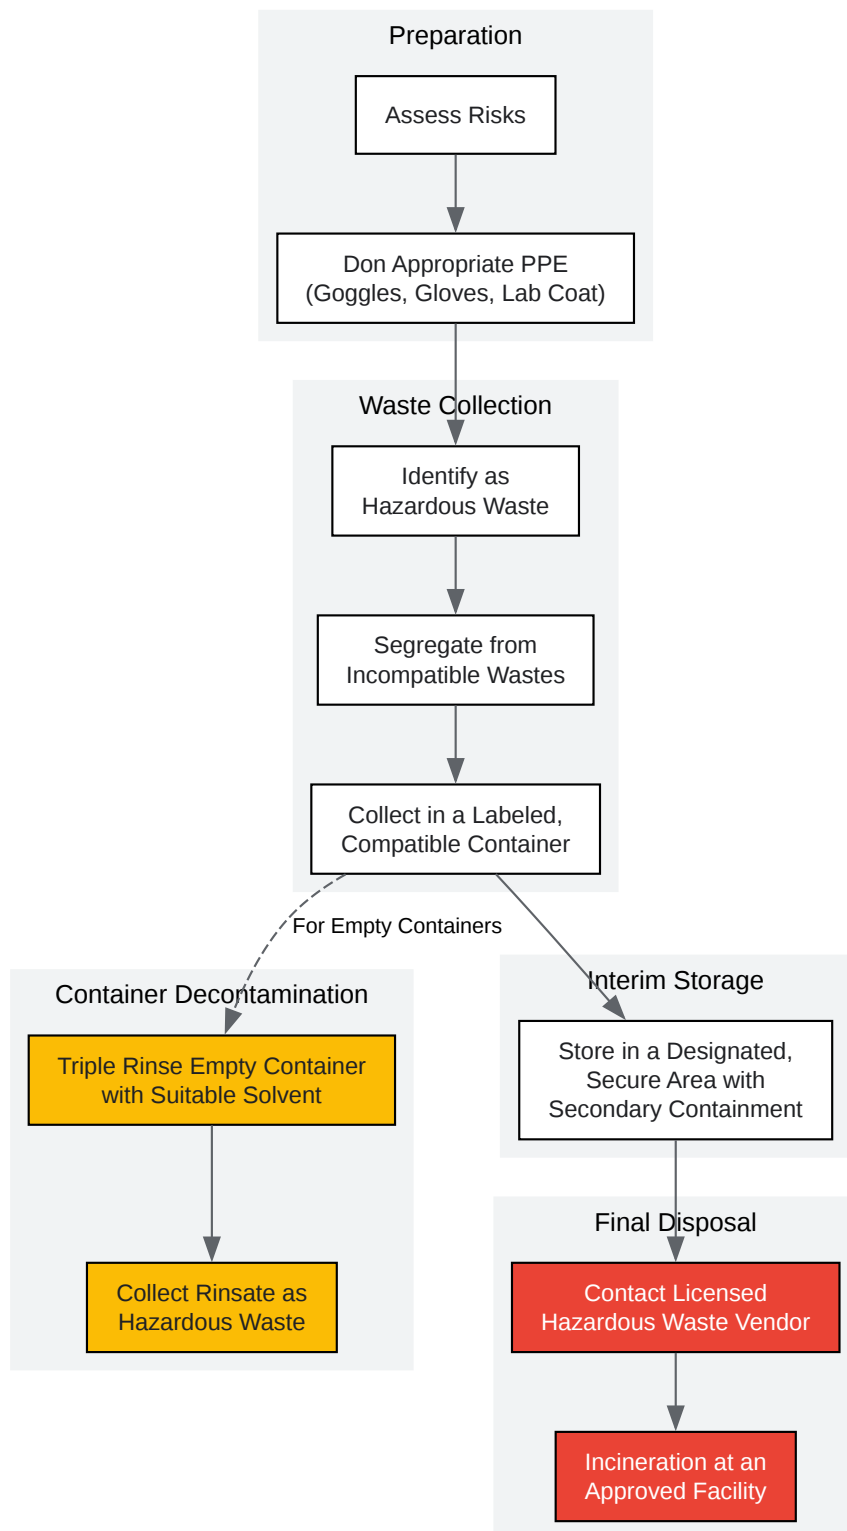 Preparation
Assess Risks
Don Appropriate PPE
(Goggles, Gloves, Lab Coat)
Waste Collection
Identify as
Hazardous Waste
Segregate from
Incompatible Wastes
Collect in a Labeled,
Compatible Container
For Empty Containers
Container Decontamination
Triple Rinse Empty Container
with Suitable Solvent
Collect Rinsate as
Hazardous Waste
Interim Storage
Store in a Designated,
Secure Area with
Secondary Containment
Final Disposal
Contact Licensed
Hazardous Waste Vendor
Incineration at an
Approved Facility